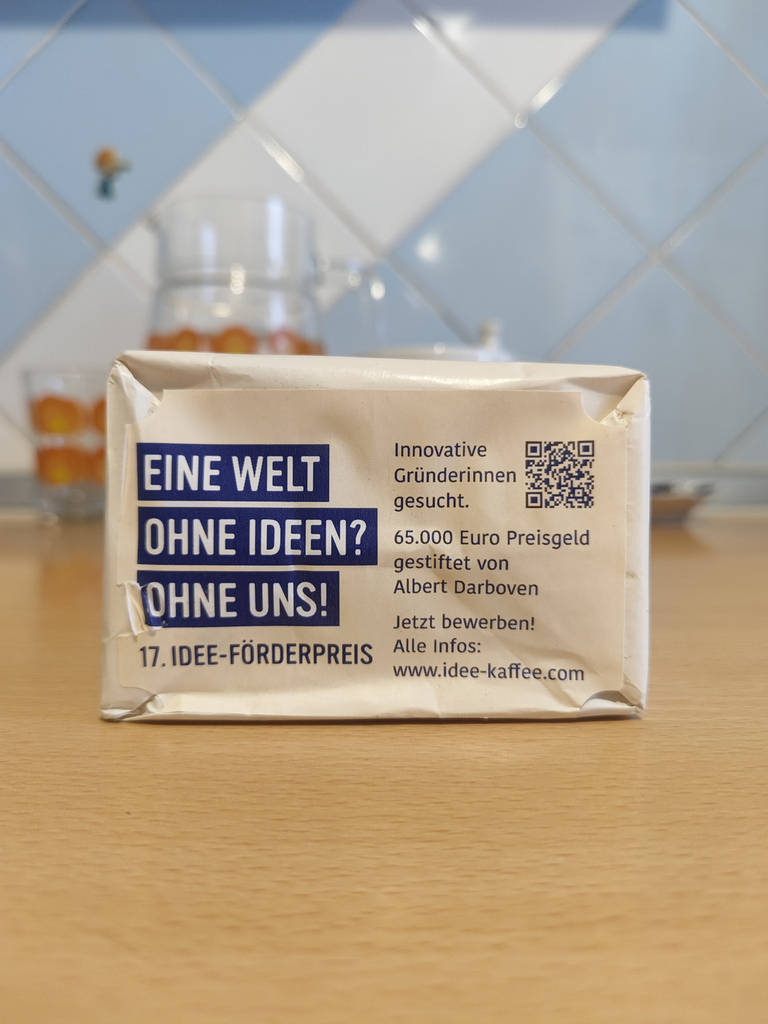 EINE WELT
OHNE IDEEN?
OHNE UNS!
17. IDEE-FÖRDERPREIS
Innovative
Gründerinnen
gesucht.
65.000 Euro Preisgeld
gestiftet von
Albert Darboven
Jetzt bewerben!
Alle Infos:
www.idee-kaffee.com